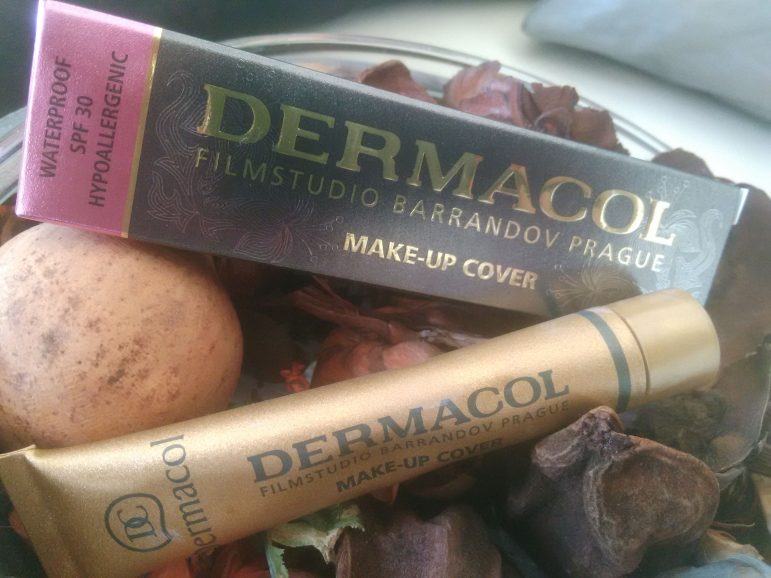 WATERPROOF
SPF 30
HYPOALLERGENIC
DERMACOL
FILMSTUDIO BARRANDOV PRAGUE
MAKE-UP COVER
DERMACOL
FILMSTUDIO BARRANDOV PRAGUE
MAKE-UP COVER
DC
dermacol